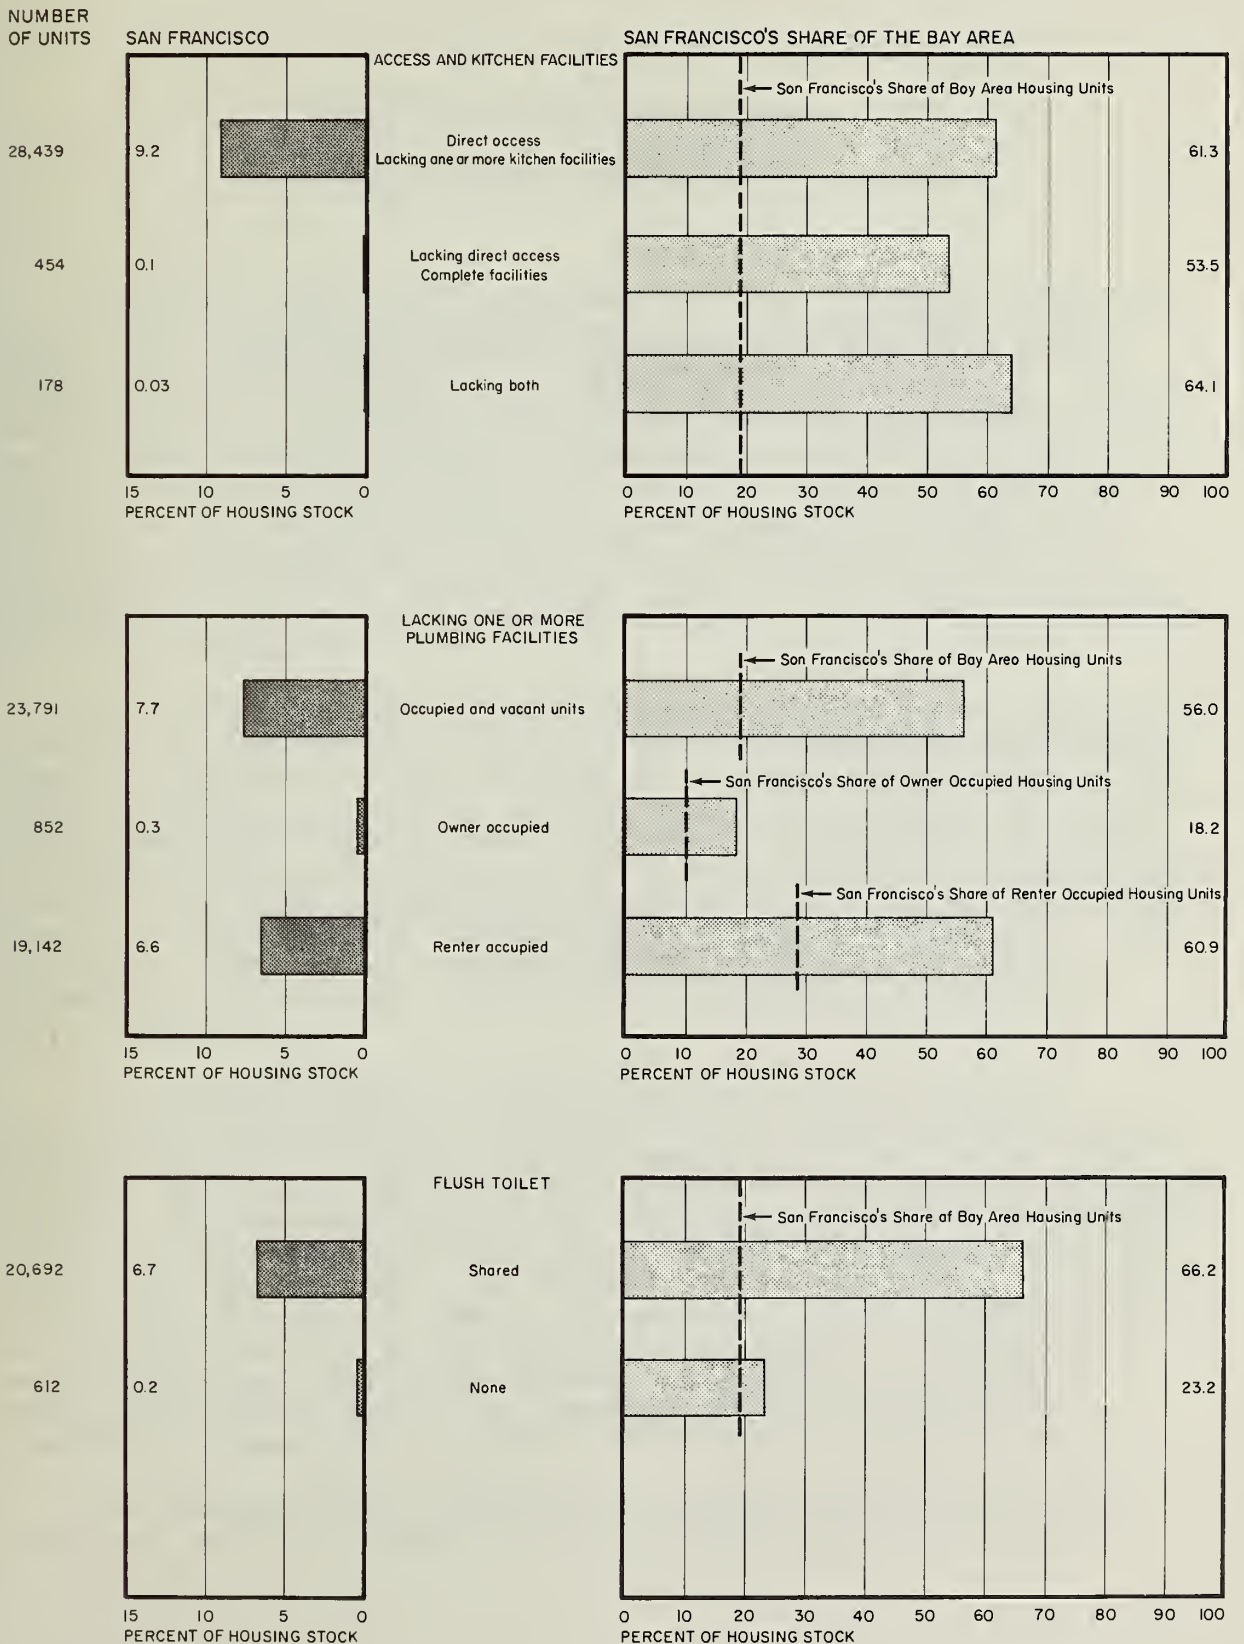 NUMBER
OF UNITS
SAN FRANCISCO
SAN FRANCISCO'S SHARE OF THE BAY AREA
ACCESS AND KITCHEN FACILITIES
Son Francisco's Share of Boy Area Housing Units
28,439
9.2
Direct access
Lacking one or more kitchen focilities
61.3
454
0.1
Lacking direct access
Complete facilities
53.5
178
0.03
Lacking both
64.1
15 10 5 0
0 10 20 30 40 50 60 70 80 90 100
PERCENT OF HOUSING STOCK
PERCENT OF HOUSING STOCK
LACKING ONE OR MORE
PLUMBING FACILITIES
Son Francisco's Share of Bay Areo Housing Units
23,791
7.7
Occupied and vacant units
56.0
San Francisco's Share of Owner Occupied Hausing Units
852
0.3
Owner occupied
18.2
San Froncisco's Share of Renter Occupied Housing Units
19,142
6.6
Renter accupied
60.9
15 10 5 0
0 10 20 30 40 50 60 70 80 90 100
PERCENT OF HOUSING STOCK
PERCENT OF HOUSING STOCK
FLUSH TOILET
San Francisco's Share of Bay Area Hausing Units
20,692
6.7
Shared
66.2
612
0.2
None
23.2
15 10 5 0
0 10 20 30 40 50 60 70 80 90 100
PERCENT OF HOUSING STOCK
PERCENT OF HOUSING STOCK